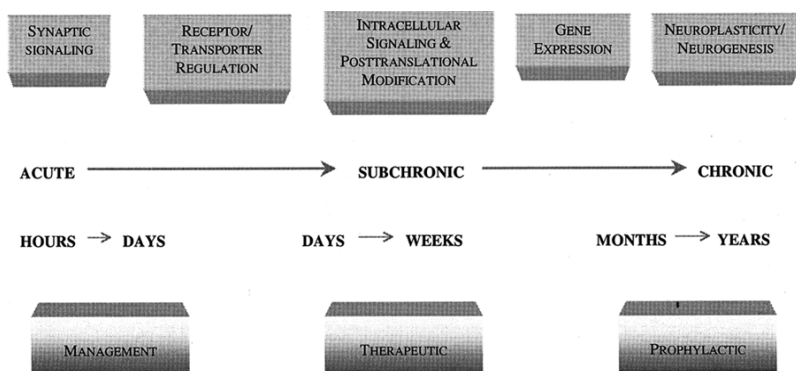 SYNAPTIC
SIGNALING
RECEPTOR/
TRANSPORTER
REGULATION
INTRACELLULAR
SIGNALING &
POSTTRANSLATIONAL
MODIFICATION
GENE
EXPRESSION
NEUROPLASTICITY/
NEUROGENESIS
ACUTE SUBCHRONIC CHRONIC
HOURS → DAYS DAYS → WEEKS MONTHS → YEARS
MANAGEMENT THERAPEUTIC PROPHYLACTIC